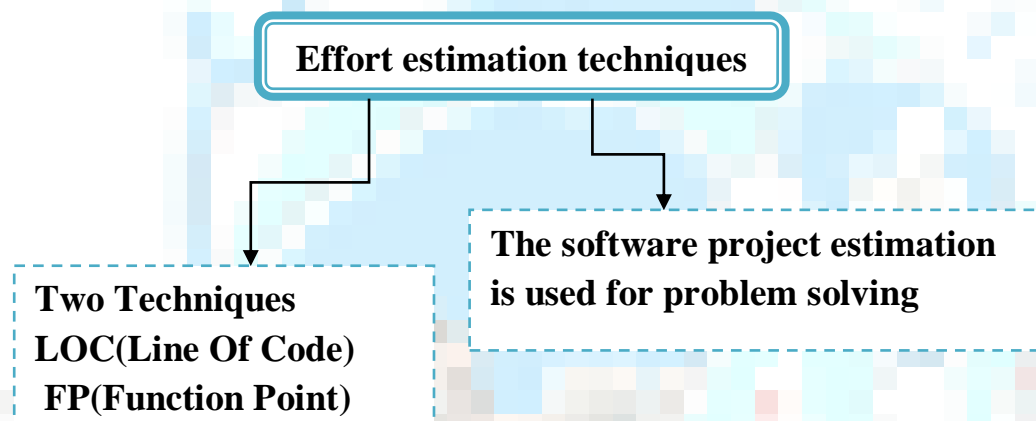 Effort estimation techniques
The software project estimation
is used for problem solving
Two Techniques
LOC(Line Of Code)
FP(Function Point)